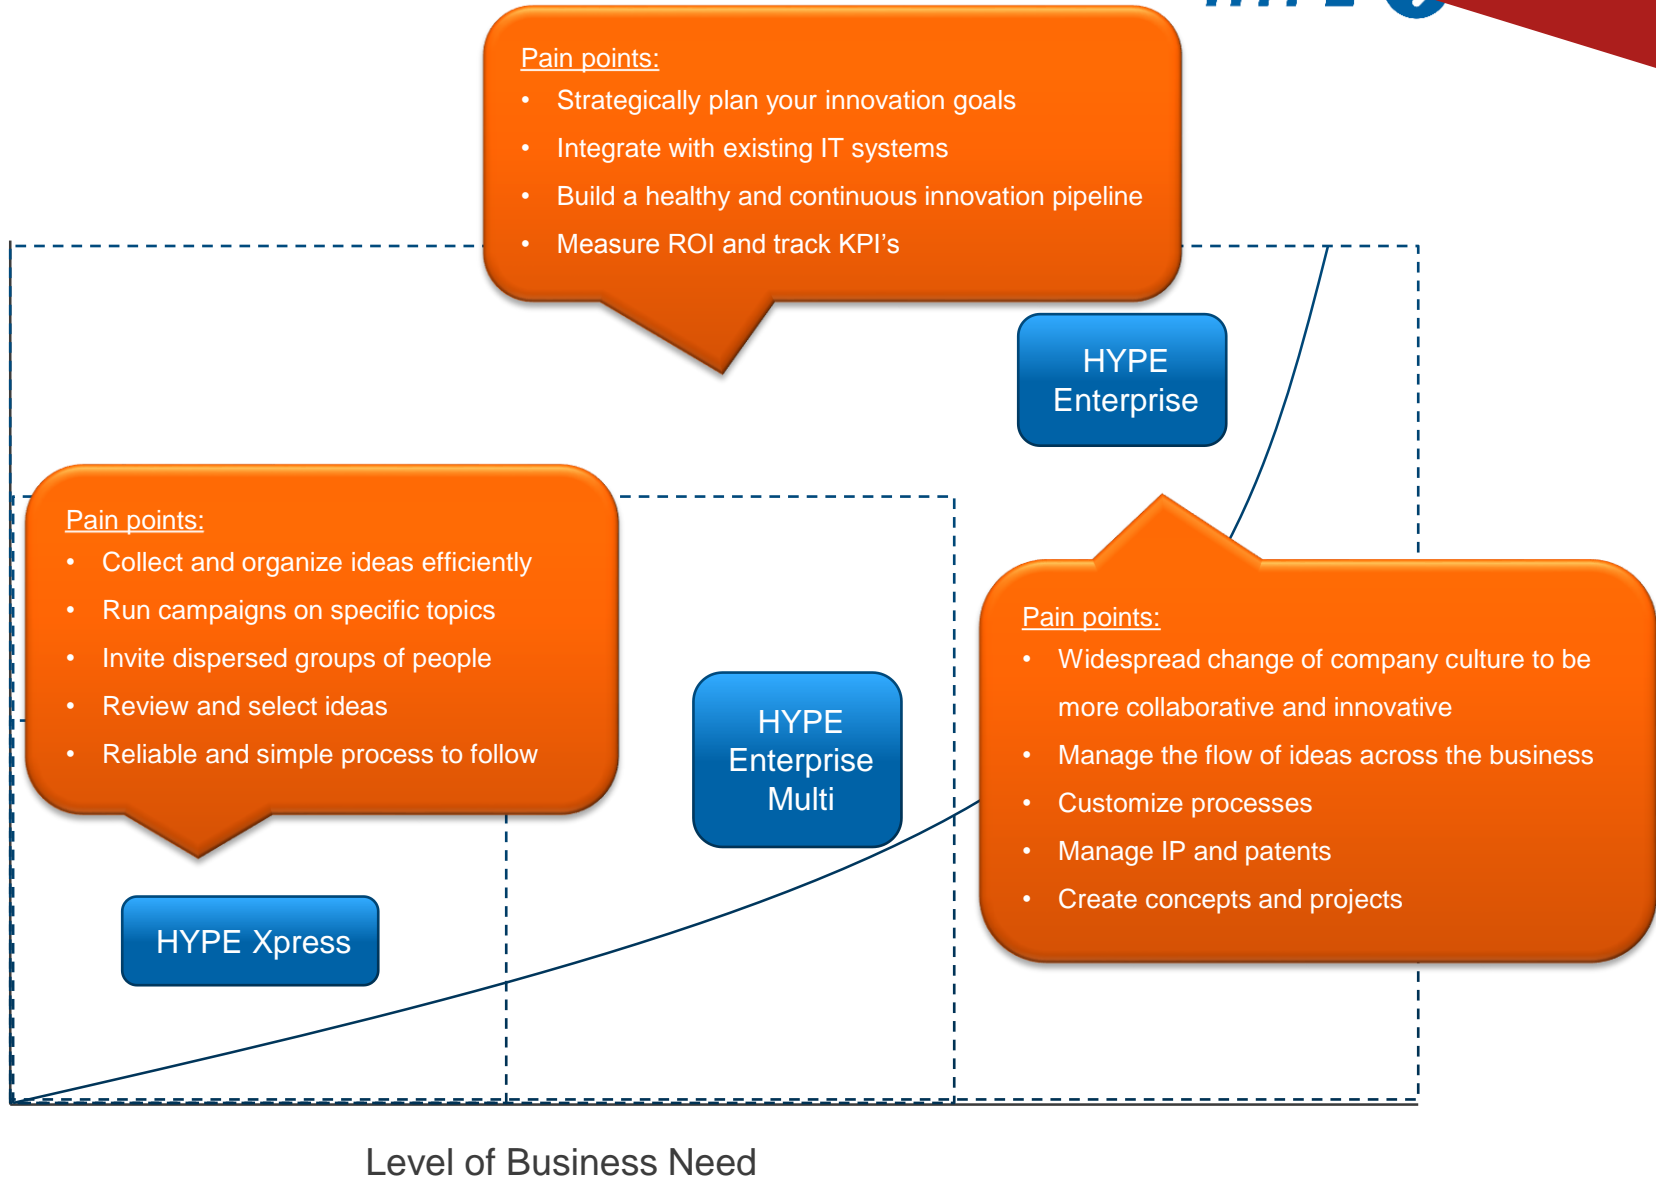 Pain points:
• Strategically plan your innovation goals
• Integrate with existing IT systems
• Build a healthy and continuous innovation pipeline
• Measure ROI and track KPI's
HYPE
Enterprise
Pain points:
• Collect and organize ideas efficiently
• Run campaigns on specific topics
• Invite dispersed groups of people
• Review and select ideas
• Reliable and simple process to follow
HYPE
Enterprise
Multi
Pain points:
• Widespread change of company culture to be
more collaborative and innovative
• Manage the flow of ideas across the business
• Customize processes
• Manage IP and patents
• Create concepts and projects
HYPE Xpress
Level of Business Need